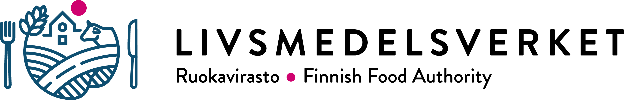 LIVSMEDELSVERKET
Ruokavirasto • Finnish Food Authority